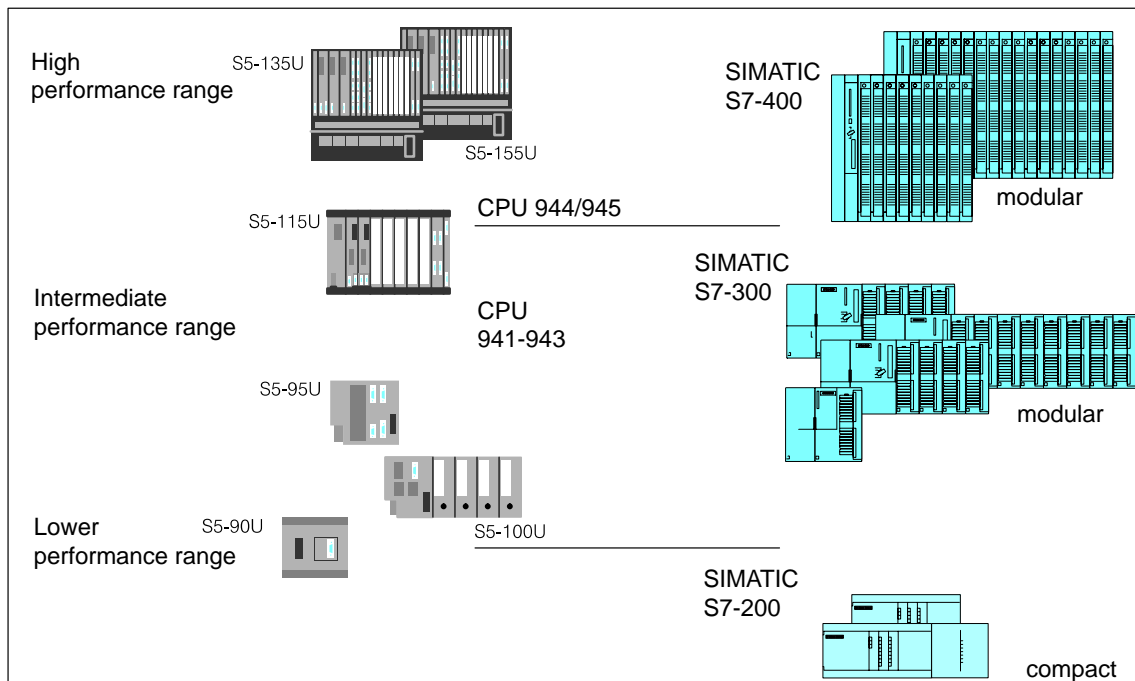 High
performance range
S5-135U
S5-155U
SIMATIC
S7-400
modular
S5-115U
CPU 944/945
SIMATIC
S7-300
Intermediate
performance range
CPU
941-943
S5-95U
modular
Lower
performance range
S5-90U
S5-100U
SIMATIC
S7-200
compact